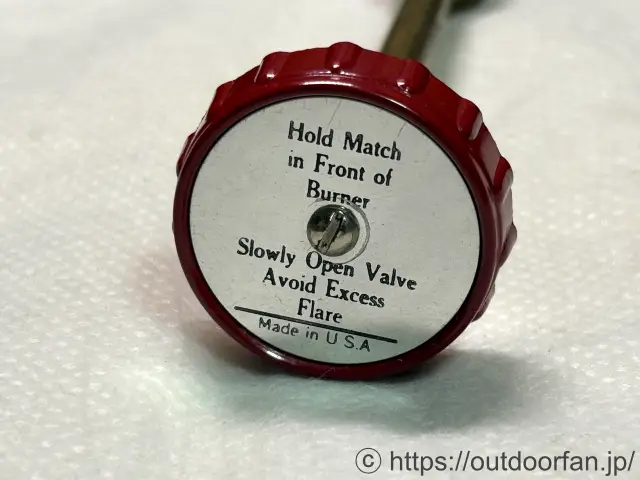 Hold Match
in Front of
Burner
Slowly Open Valve
Avoid Excess
Flare
Made in U S.A
© https://outdoorfan.jp/